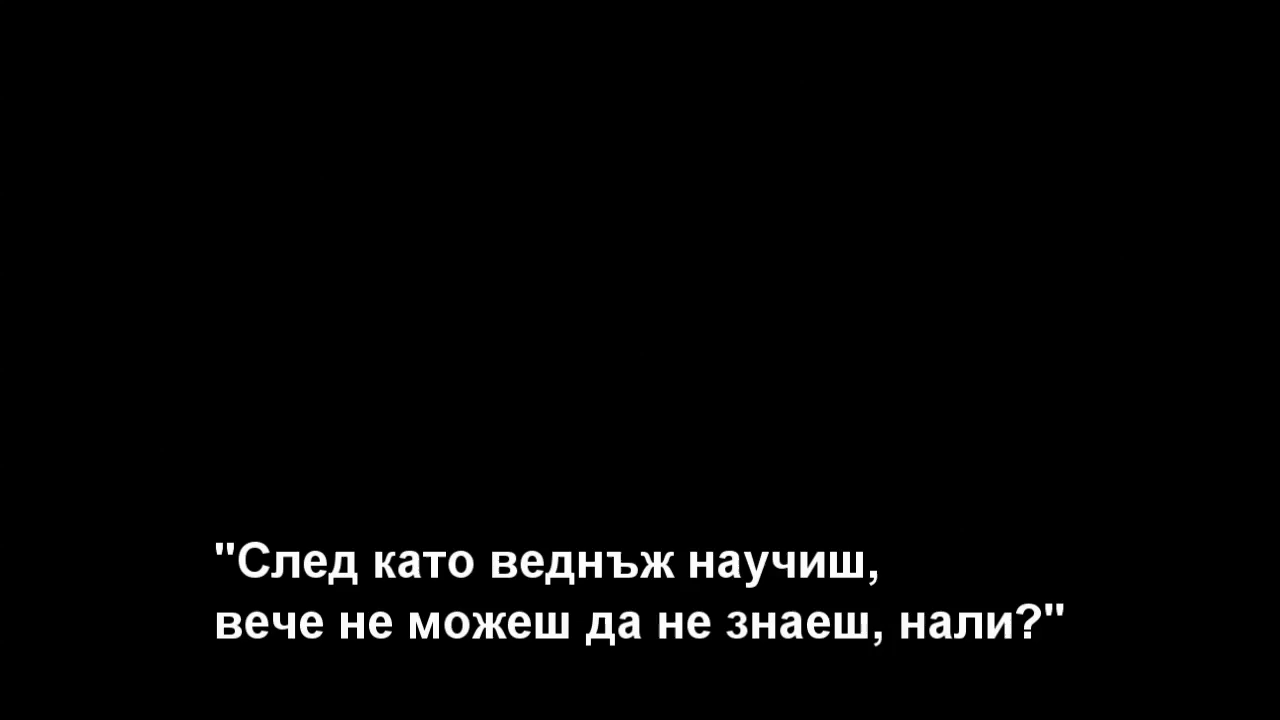 "След като веднъж научиш,
вече не можеш да не знаеш, нали?"